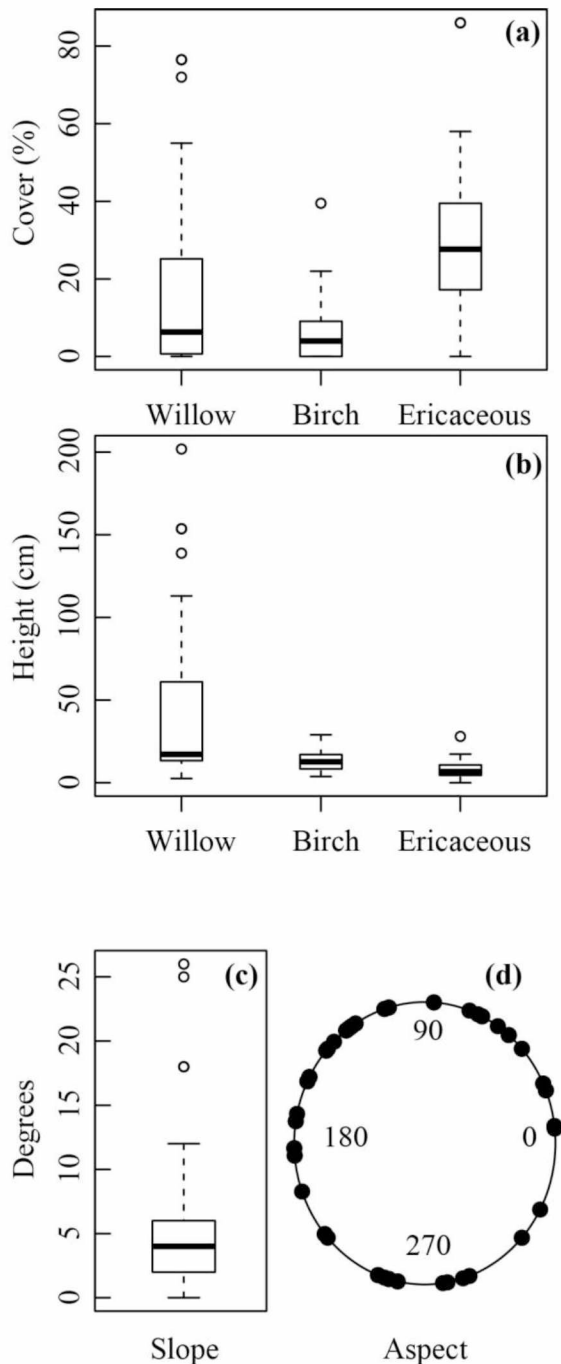 (a)
Cover (%)
80
60
40
20
0
Willow Birch Ericaceous
(b)
Height (cm)
200
150
100
50
0
Willow Birch Ericaceous
(c)
Degrees
25
20
15
10
5
0
Slope
(d)
90
180 0
270
Aspect